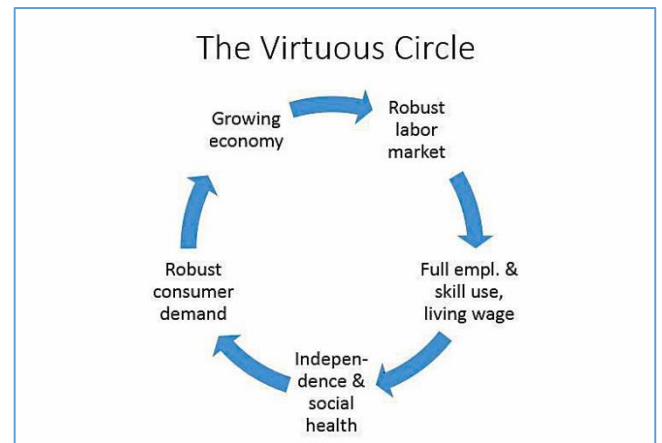 The Virtuous Circle
Growing
economy
Robust
labor
market
Full empl. &
skill use,
living wage
Indepen-
dence &
social
health
Robust
consumer
demand